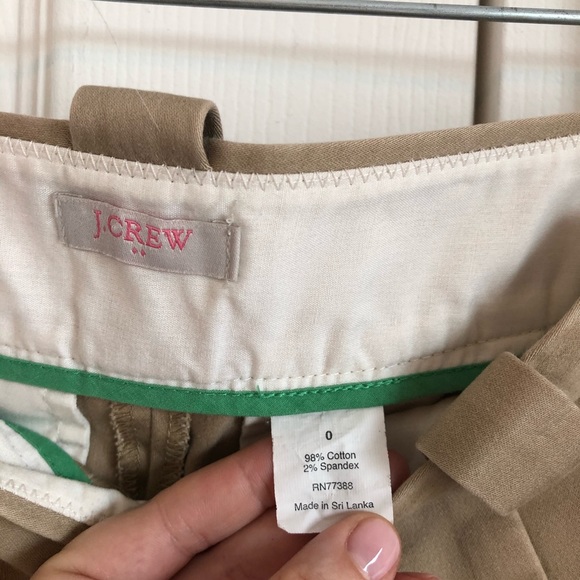 J.CREW
0
98% Cotton
2% Spandex
RN77388
Made in Sri Lanka